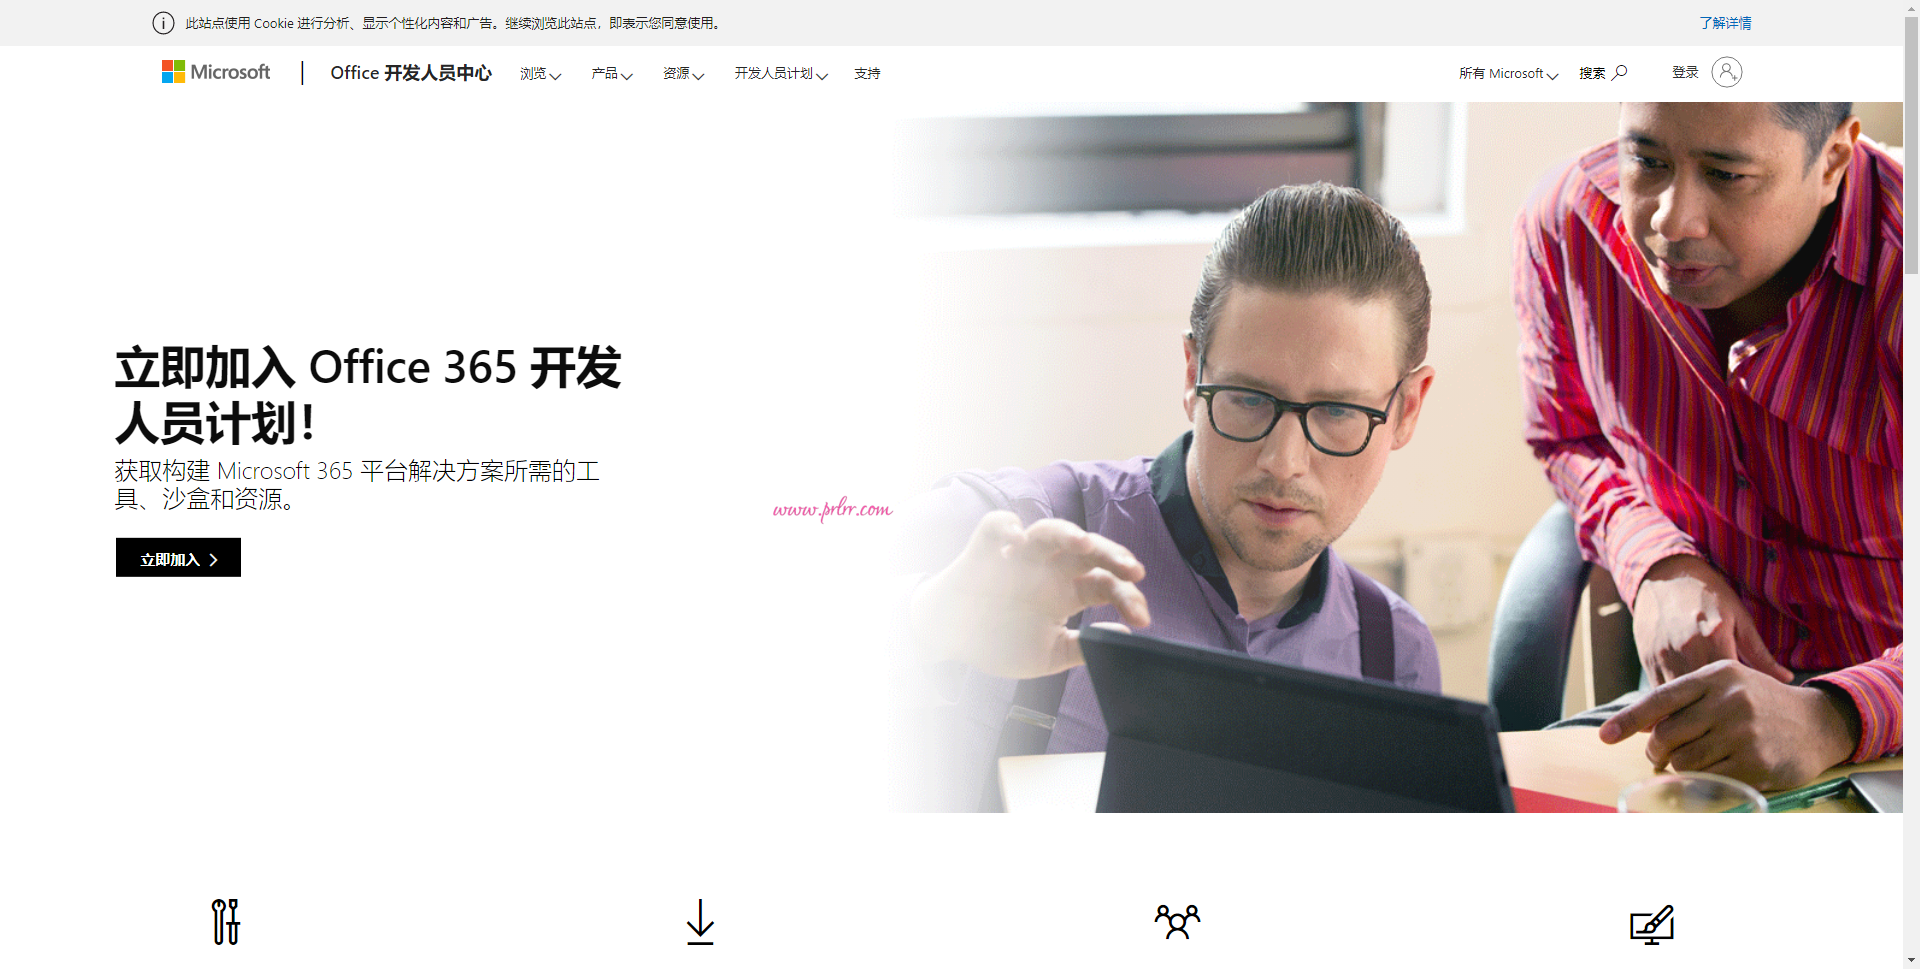 此站点使用 Cookie 进行分析、显示个性化内容和广告。继续浏览此站点，即表示您同意使用。
了解详情
Microsoft
Office 开发人员中心
浏览
产品
资源
开发人员计划
支持
所有 Microsoft
搜索
登录
立即加入 Office 365 开发
人员计划！
获取构建 Microsoft 365 平台解决方案所需的工
具、沙盒和资源。
www.prlrr.com
立即加入